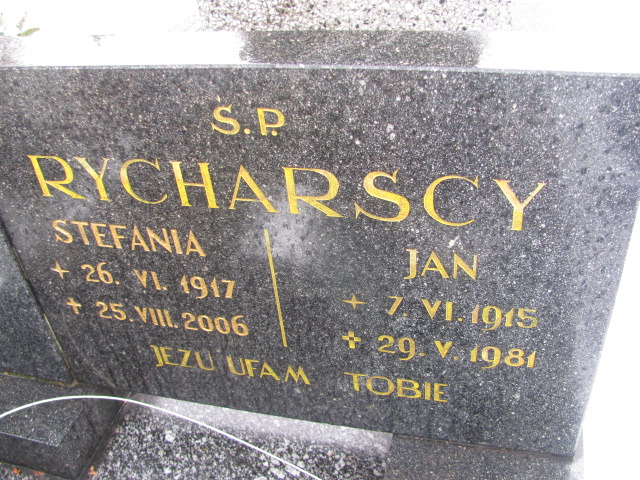 Ś.P.
RYCHARSCY
STEFANIA
+ 26. VI. 1917
✝ 25. VIII. 2006
JAN
+ 7. VI. 1915
✝ 29. V. 1981
JEZU UFAM TOBIE